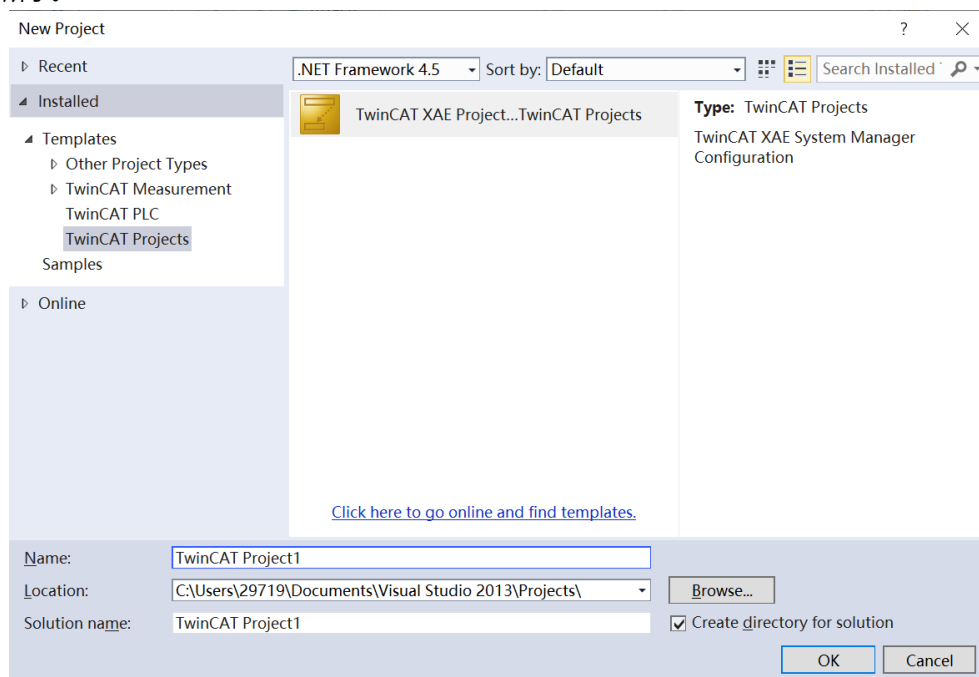 New Project
?
Recent
.NET Framework 4.5
Sort by:
Default
Search Installed
Installed
TwinCAT XAE Project...TwinCAT Projects
Type: TwinCAT Projects
TwinCAT XAE System Manager
Configuration
Templates
Other Project Types
TwinCAT Measurement
TwinCAT PLC
TwinCAT Projects
Samples
Online
Click here to go online and find templates.
Name:
TwinCAT Project1
Location:
C:\Users\29719\Documents\Visual Studio 2013\Projects\
Browse...
Solution name:
TwinCAT Project1
Create directory for solution
OK
Cancel